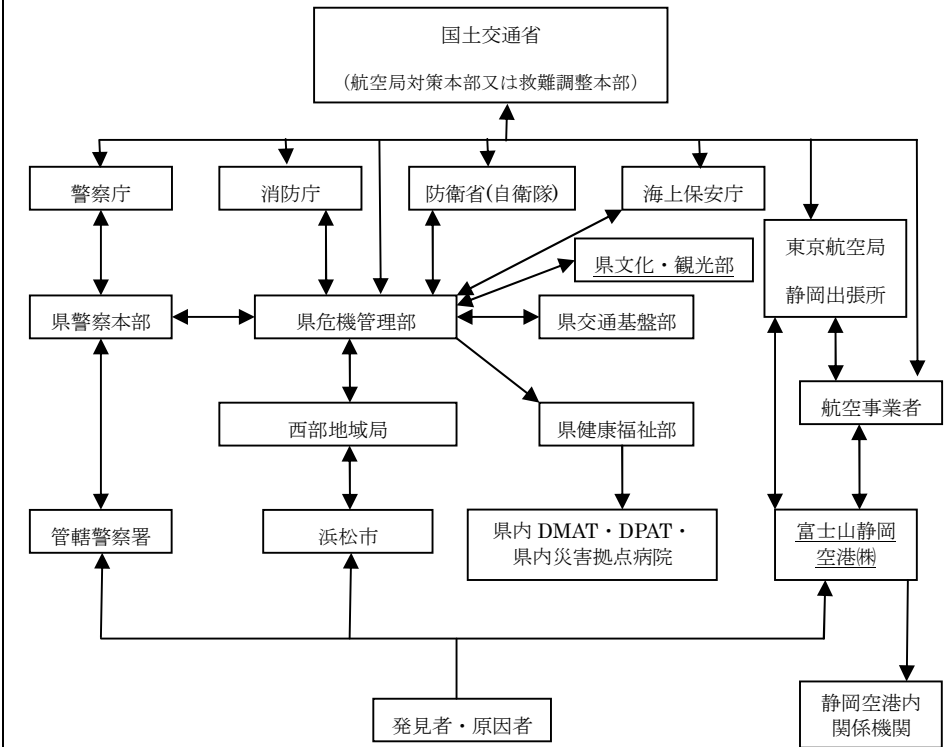 国土交通省
（航空局対策本部又は救難調整本部）
警察庁
消防庁
防衛省(自衛隊)
海上保安庁
東京航空局
静岡出張所
県文化・観光部
県警察本部
県危機管理部
県交通基盤部
航空事業者
西部地域局
県健康福祉部
管轄警察署
浜松市
県内 DMAT・DPAT・
県内災害拠点病院
富士山静岡
空港㈱
発見者・原因者
静岡空港内
関係機関